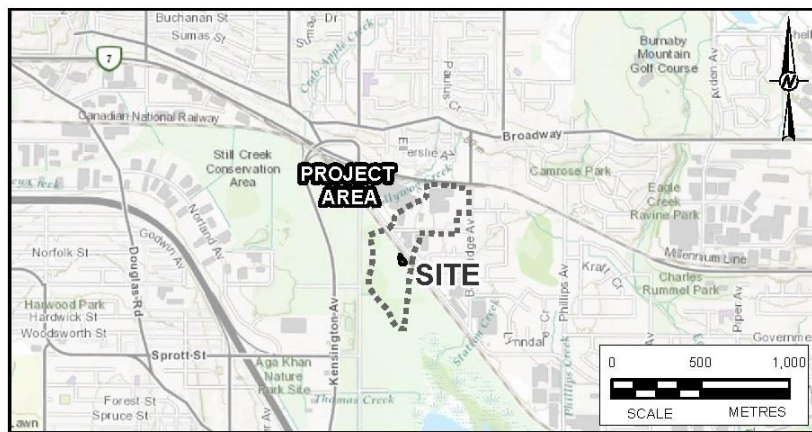 Buchanan St
Sumas St
Dr
Crab-Apple Creek
7
Burnaby
Mountain
Golf Course
Arden Av
N
Canadian National Railway
Paulus
Cr
Broadway
Still Creek
Conservation
Area
PROJECT
AREA
Camrose Park
Eagle
Creek
Ravine Park
Norland Av
Godwin Av
Norfolk St
Douglas Rd
SITE
Millennium Line
Kraft Cr
Charles
Rummel Park
Phillips Av
Piper Av
Harwood Park
Hardwick St
Woodsworth St
Kensington Av
Sprott St
Aga Khan
Nature
Park Site
Phillips Creek
Governme
0 500 1,000
SCALE METRES
Forest St
Spruce St
Thomas Creek
Lawn